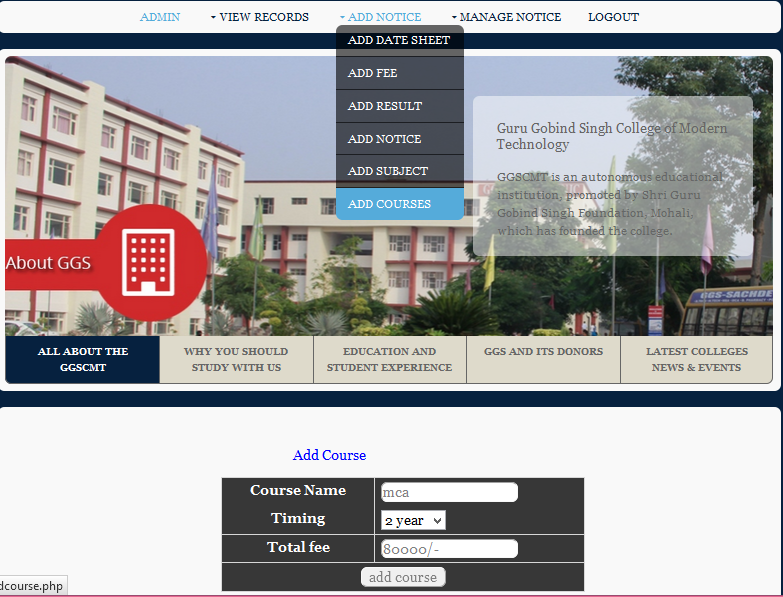 ADMIN VIEW RECORDS ADD NOTICE MANAGE NOTICE LOGOUT
ADD DATE SHEET
ADD FEE
ADD RESULT
ADD NOTICE
ADD SUBJECT
ADD COURSES
Guru Gobind Singh College of Modern
Technology
GGSCMT is an autonomous educational
institution, promoted by Shri Guru
Gobind Singh Foundation, Mohali,
which has founded the college.
About GGS
GGS-SACHDE
ALL ABOUT THE
GGSCMT
WHY YOU SHOULD
STUDY WITH US
EDUCATION AND
STUDENT EXPERIENCE
GGS AND ITS DONORS
LATEST COLLEGES
NEWS & EVENTS
Add Course
Course Name mca
Timing 2 year
Total fee 80000/-
add course
dcourse.php